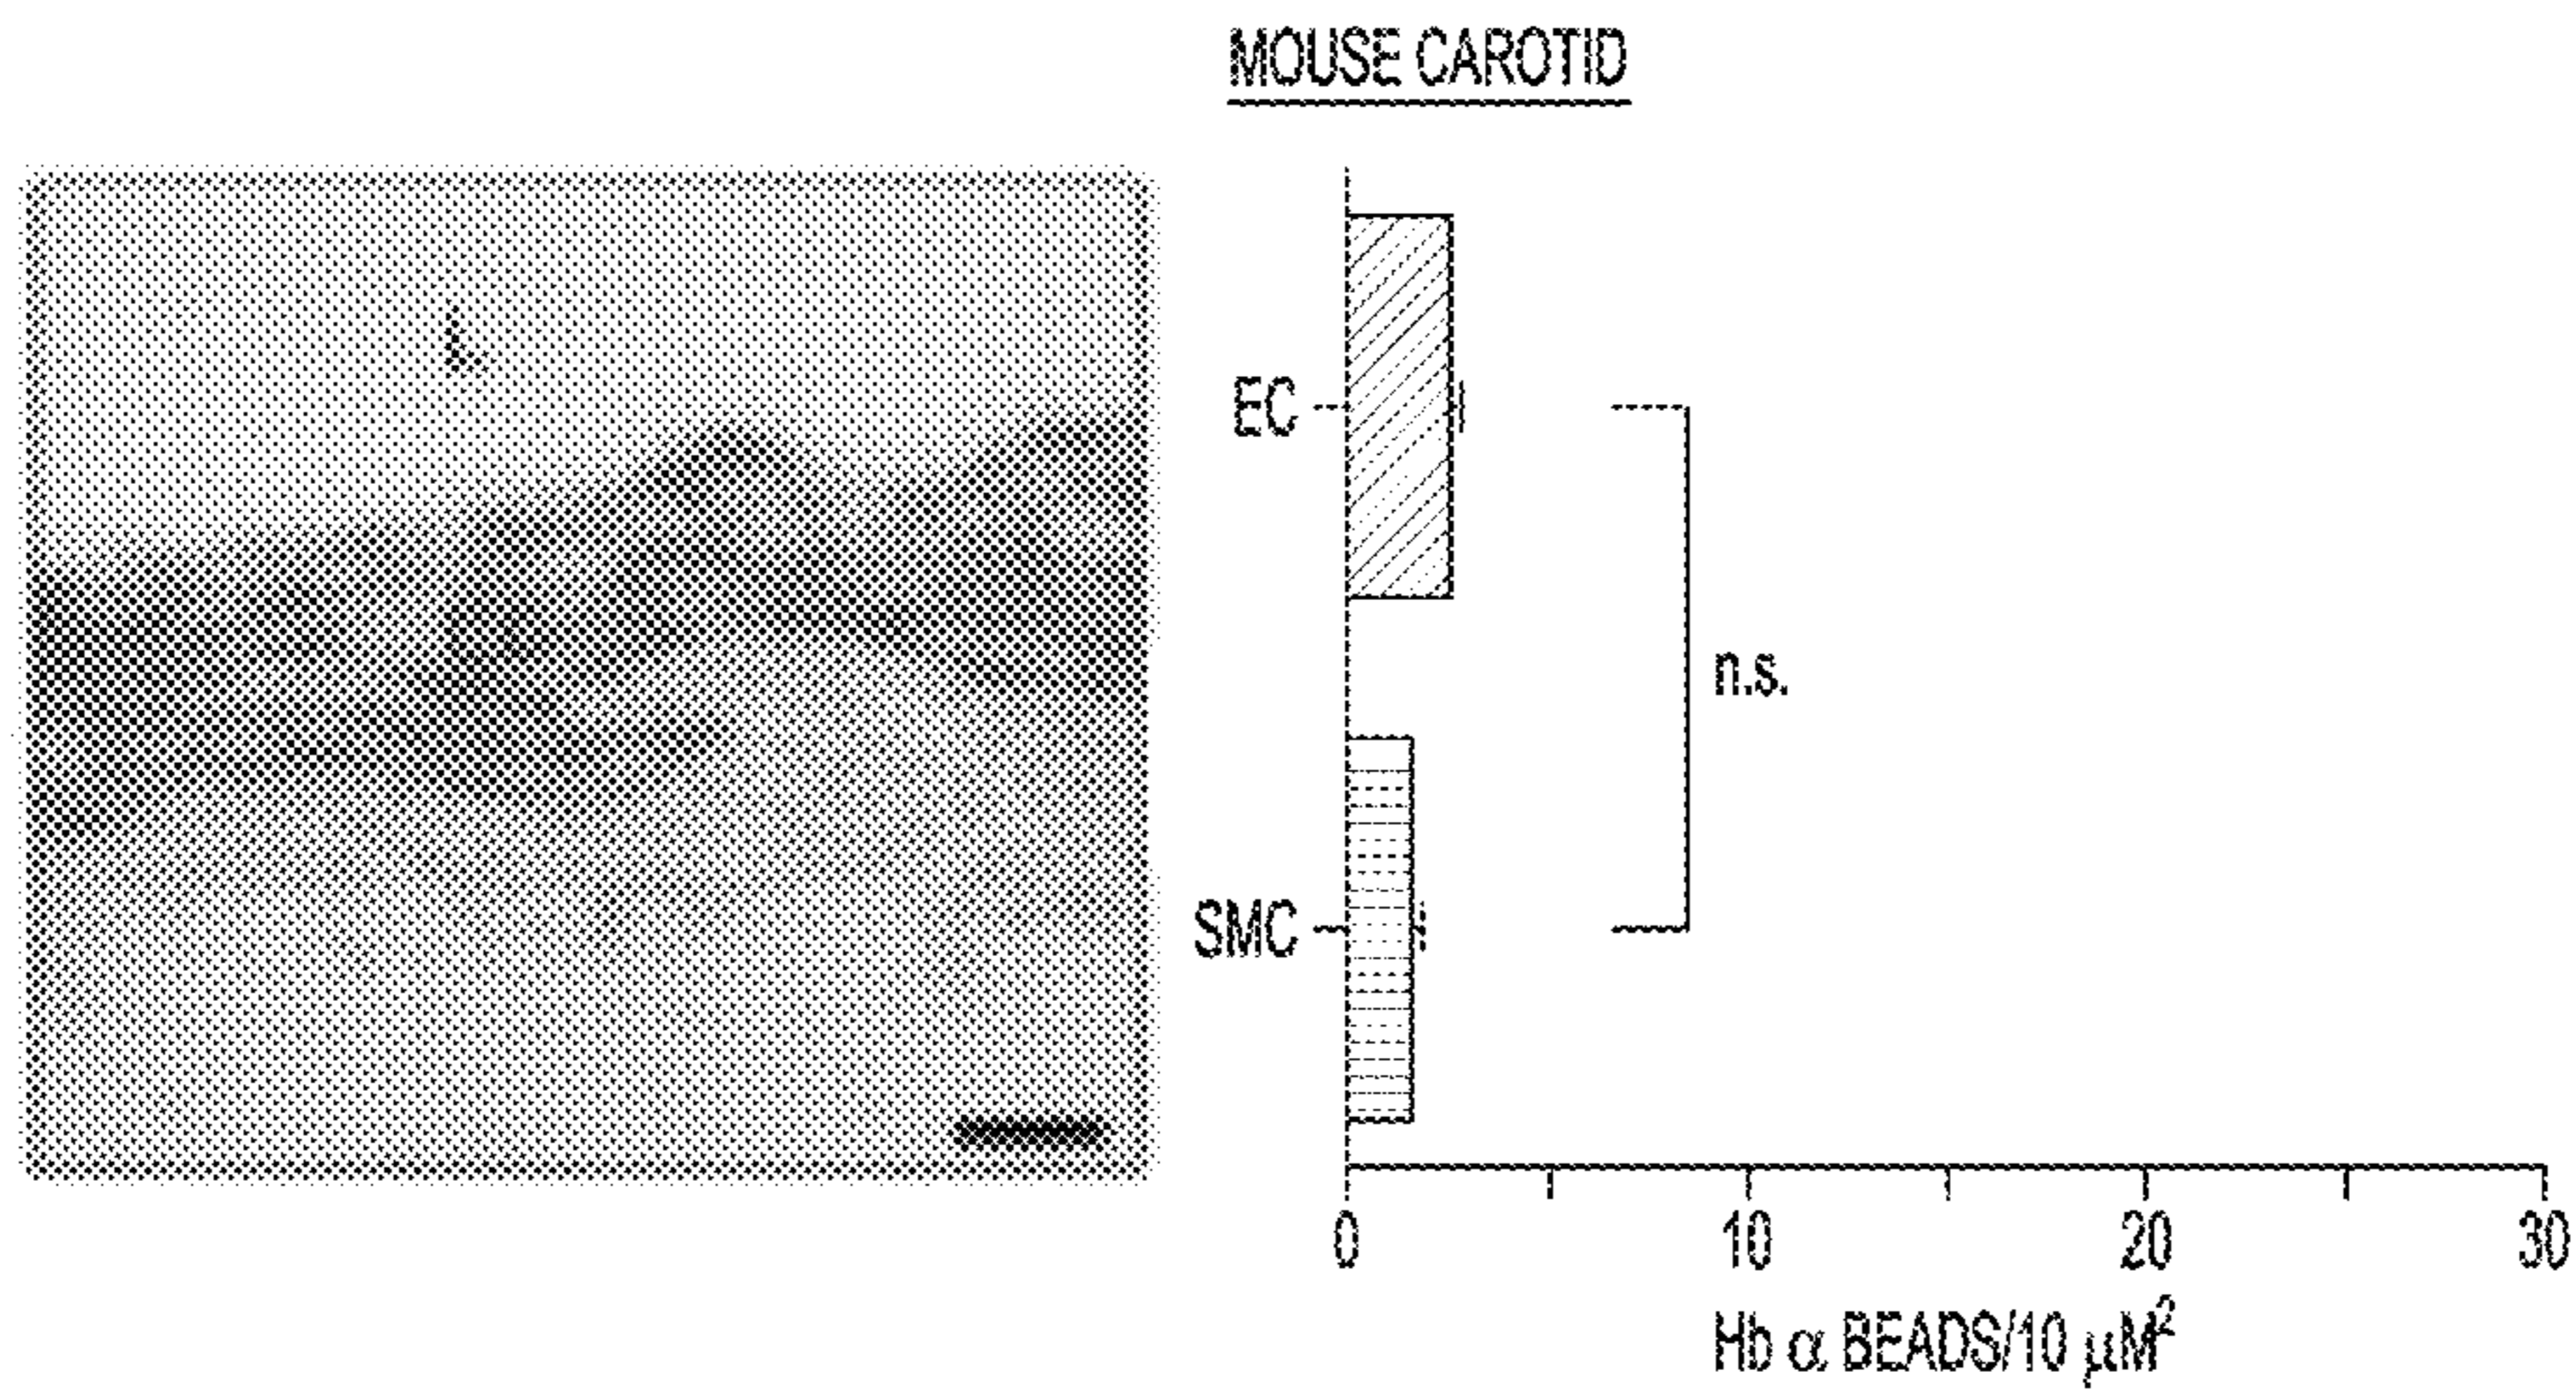 MOUSE CAROTID
L
EC
n.s.
SMC
0 10 20 30
Hb α BEADS/10 µM²